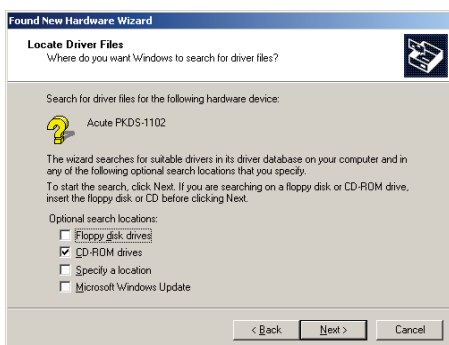 Found New Hardware Wizard
Locate Driver Files
Where do you want Windows to search for driver files?
Search for driver files for the following hardware device:
Acute PKDS-1102
The wizard searches for suitable drivers in its driver database on your computer and in
any of the following optional search locations that you specify.
To start the search, click Next. If you are searching on a floppy disk or CD-ROM drive,
insert the floppy disk or CD before clicking Next.
Optional search locations:
Floppy disk drives
CD-ROM drives
Specify a location
Microsoft Windows Update
< Back Next > Cancel